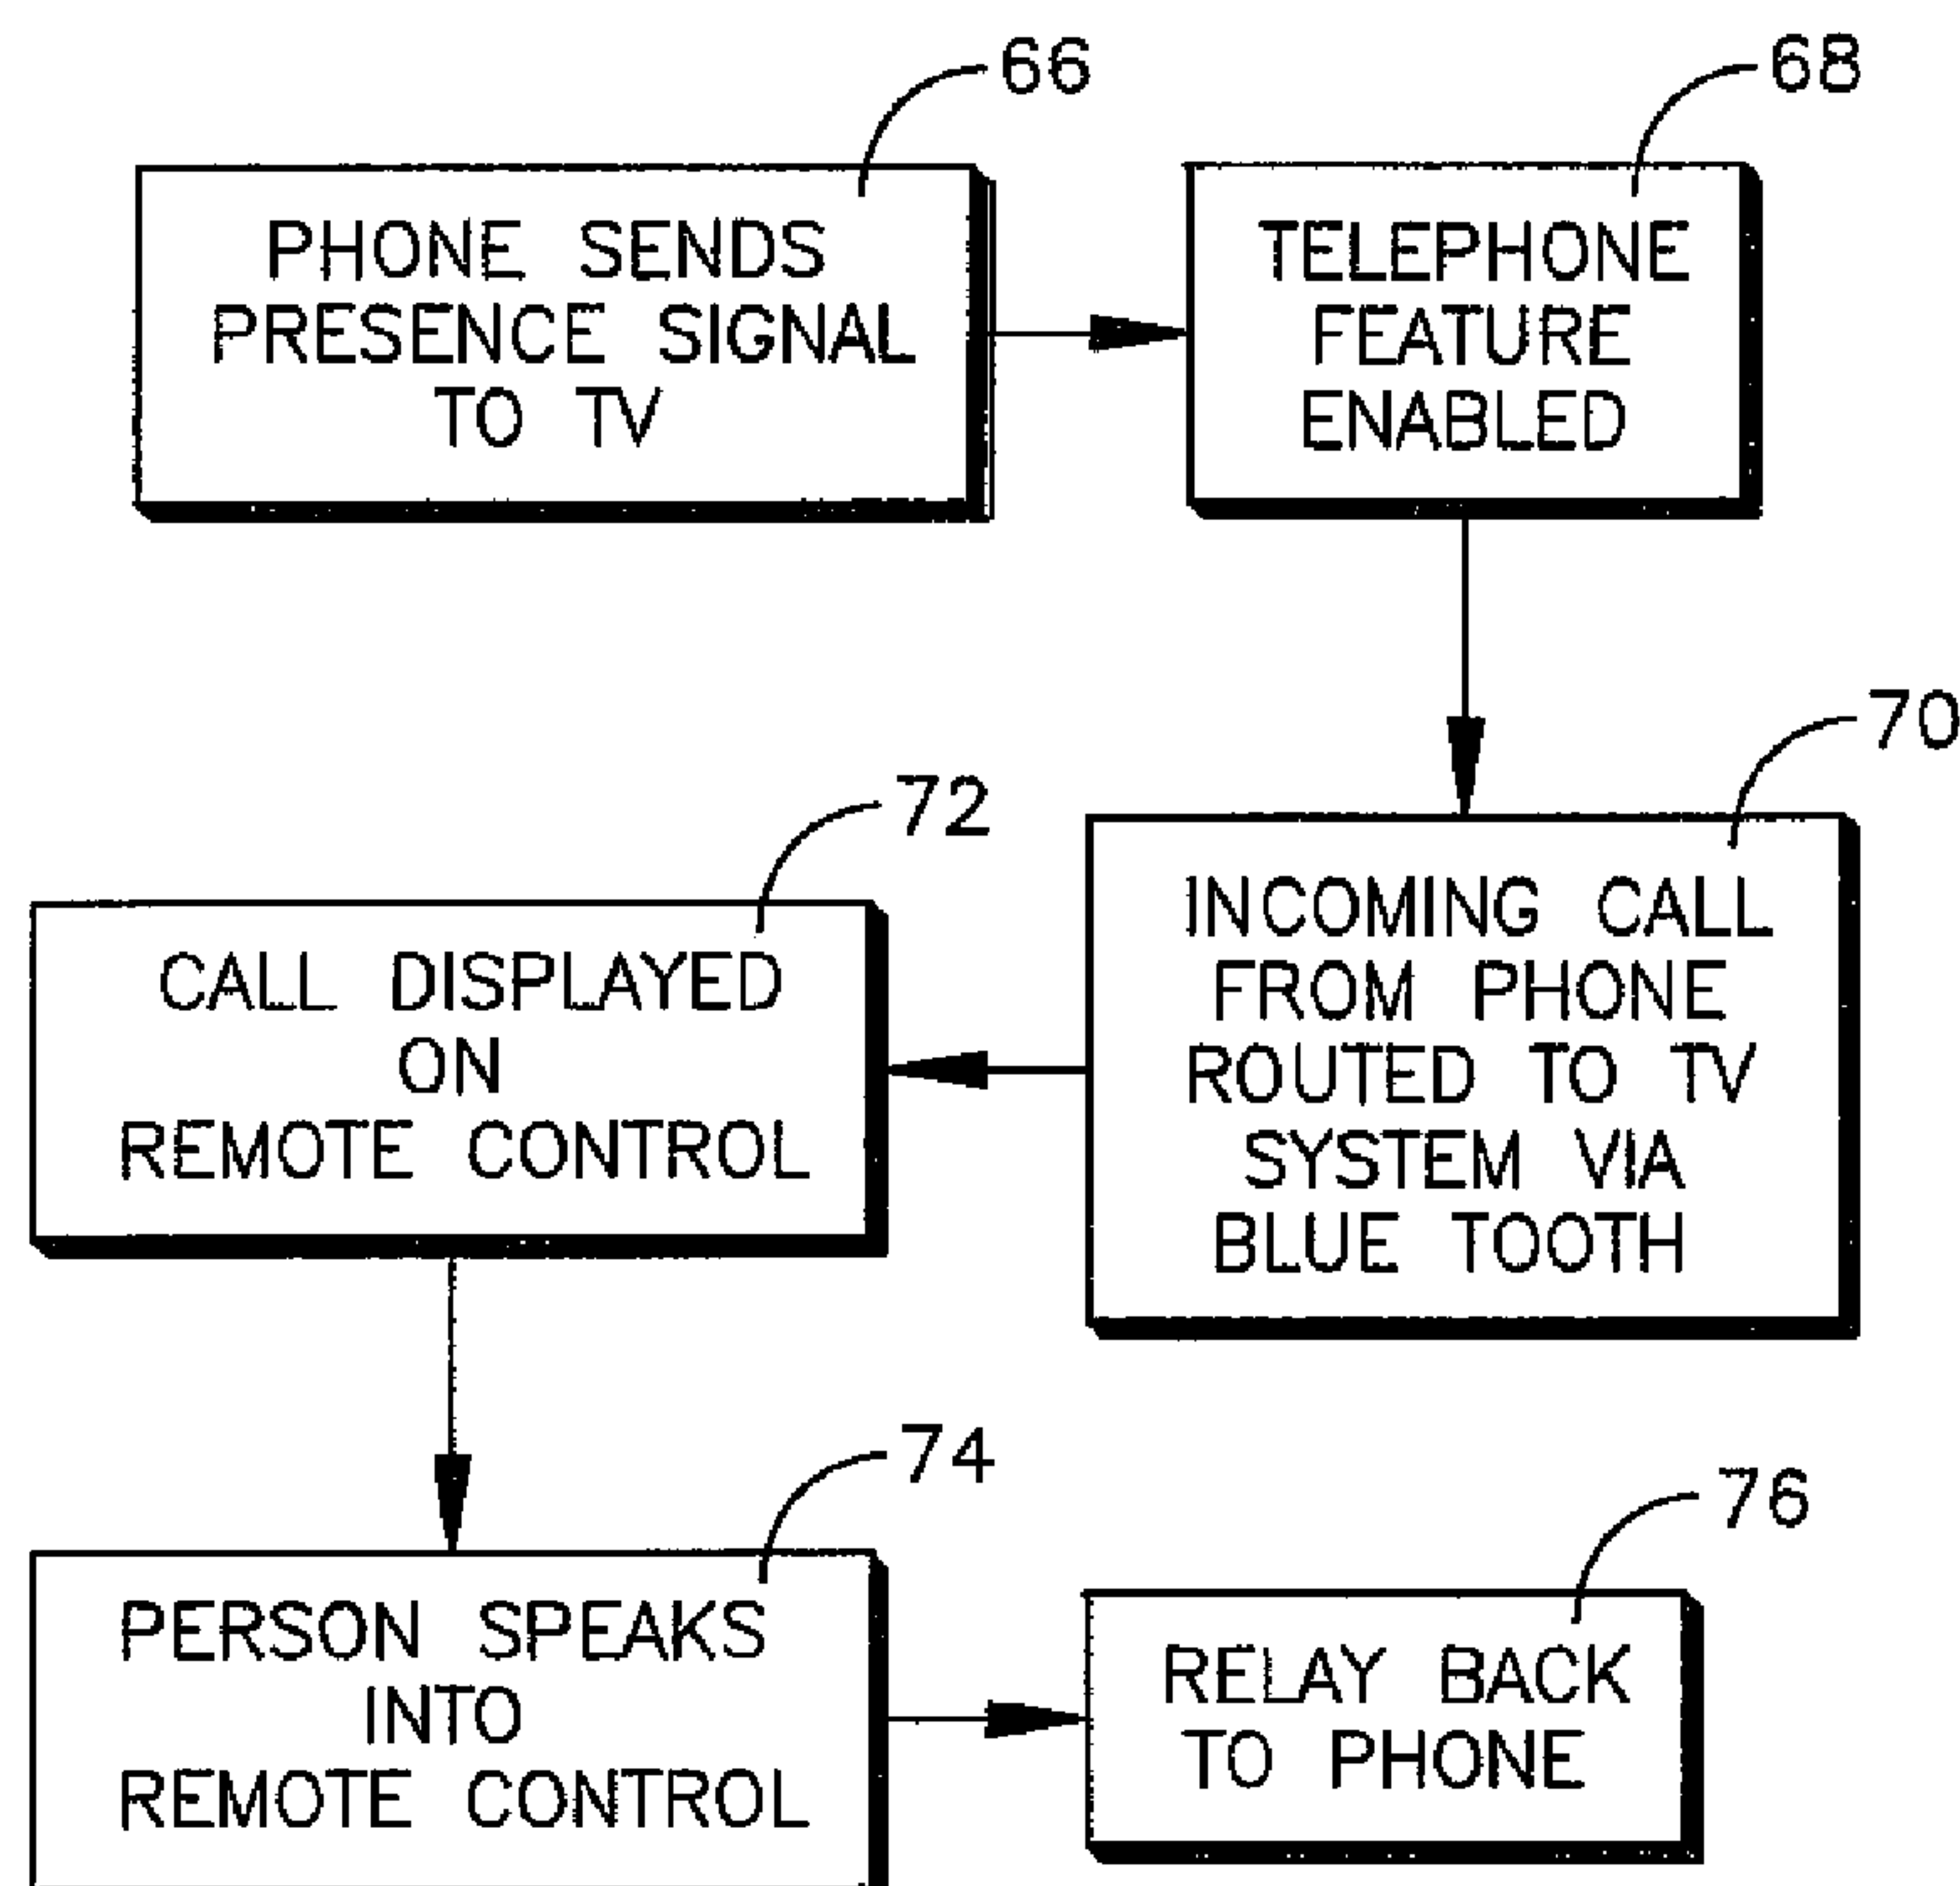 66
PHONE SENDS
PRESENCE SIGNAL
TO TV
68
TELEPHONE
FEATURE
ENABLED
70
INCOMING CALL
FROM PHONE
ROUTED TO TV
SYSTEM VIA
BLUE TOOTH
72
CALL DISPLAYED
ON
REMOTE CONTROL
74
PERSON SPEAKS
INTO
REMOTE CONTROL
76
RELAY BACK
TO PHONE